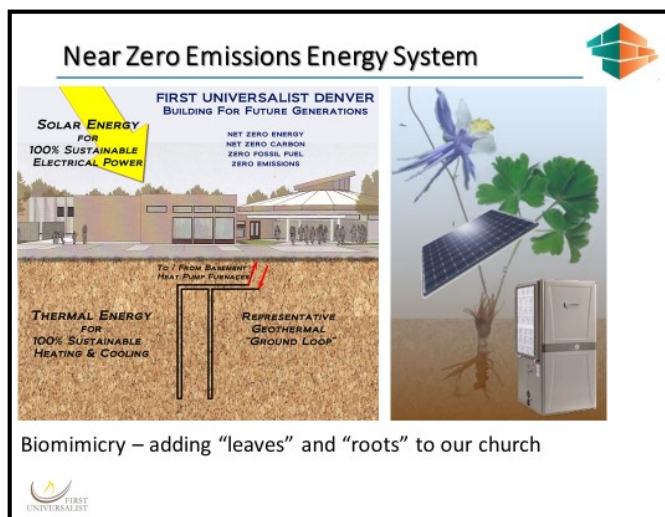 Near Zero Emissions Energy System
FIRST UNIVERSALIST DENVER
BUILDING FOR FUTURE GENERATIONS
SOLAR ENERGY
FOR
100% SUSTAINABLE
ELECTRICAL POWER
NET ZERO ENERGY
NET ZERO CARBON
ZERO FOSSIL FUEL
ZERO EMISSIONS
TO / FROM BASEMENT
HEAT PUMP FURNACES
THERMAL ENERGY
FOR
100% SUSTAINABLE
HEATING & COOLING
REPRESENTATIVE
GEOTHERMAL
"GROUND LOOP"
Biomimicry – adding “leaves” and “roots” to our church
FIRST
UNIVERSALIST